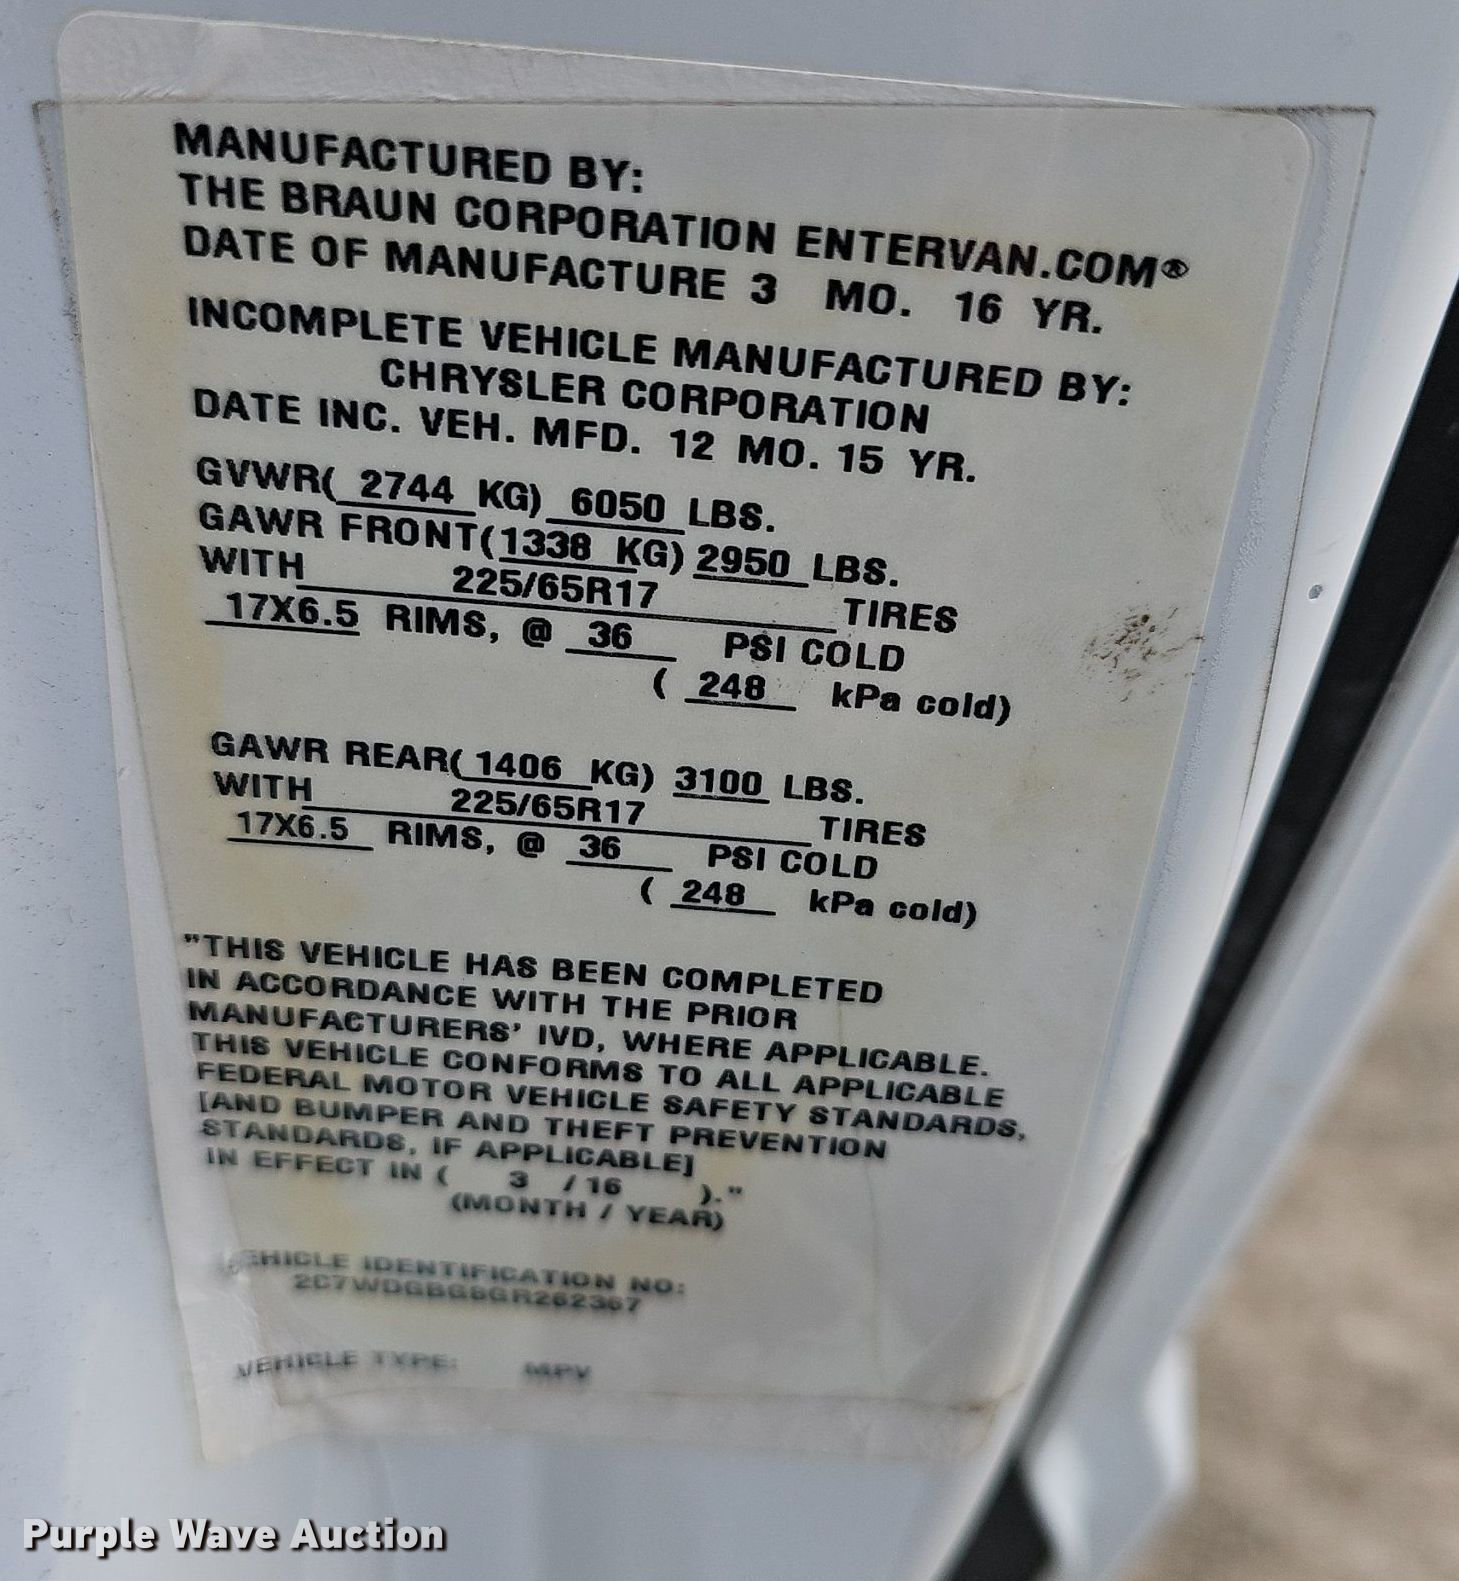 MANUFACTURED BY:
THE BRAUN CORPORATION ENTERVAN.COM®
DATE OF MANUFACTURE 3 MO. 16 YR.
INCOMPLETE VEHICLE MANUFACTURED BY:
CHRYSLER CORPORATION
DATE INC. VEH. MFD. 12 MO. 15 YR.
GVWR( 2744 KG) 6050 LBS.
GAWR FRONT(1338 KG) 2950 LBS.
WITH 225/65R17 TIRES
17X6.5 RIMS, @ 36 PSI COLD
( 248 kPa cold)
GAWR REAR( 1406 KG) 3100 LBS.
WITH 225/65R17 TIRES
17X6.5 RIMS, @ 36 PSI COLD
( 248 kPa cold)
"THIS VEHICLE HAS BEEN COMPLETED
IN ACCORDANCE WITH THE PRIOR
MANUFACTURERS' IVD, WHERE APPLICABLE.
THIS VEHICLE CONFORMS TO ALL APPLICABLE
FEDERAL MOTOR VEHICLE SAFETY STANDARDS,
[AND BUMPER AND THEFT PREVENTION
STANDARDS, IF APPLICABLE]
IN EFFECT IN ( 3 / 16 )."
(MONTH / YEAR)
VEHICLE IDENTIFICATION NO:
VEHICLE TYPE: MPV
Purple Wave Auction